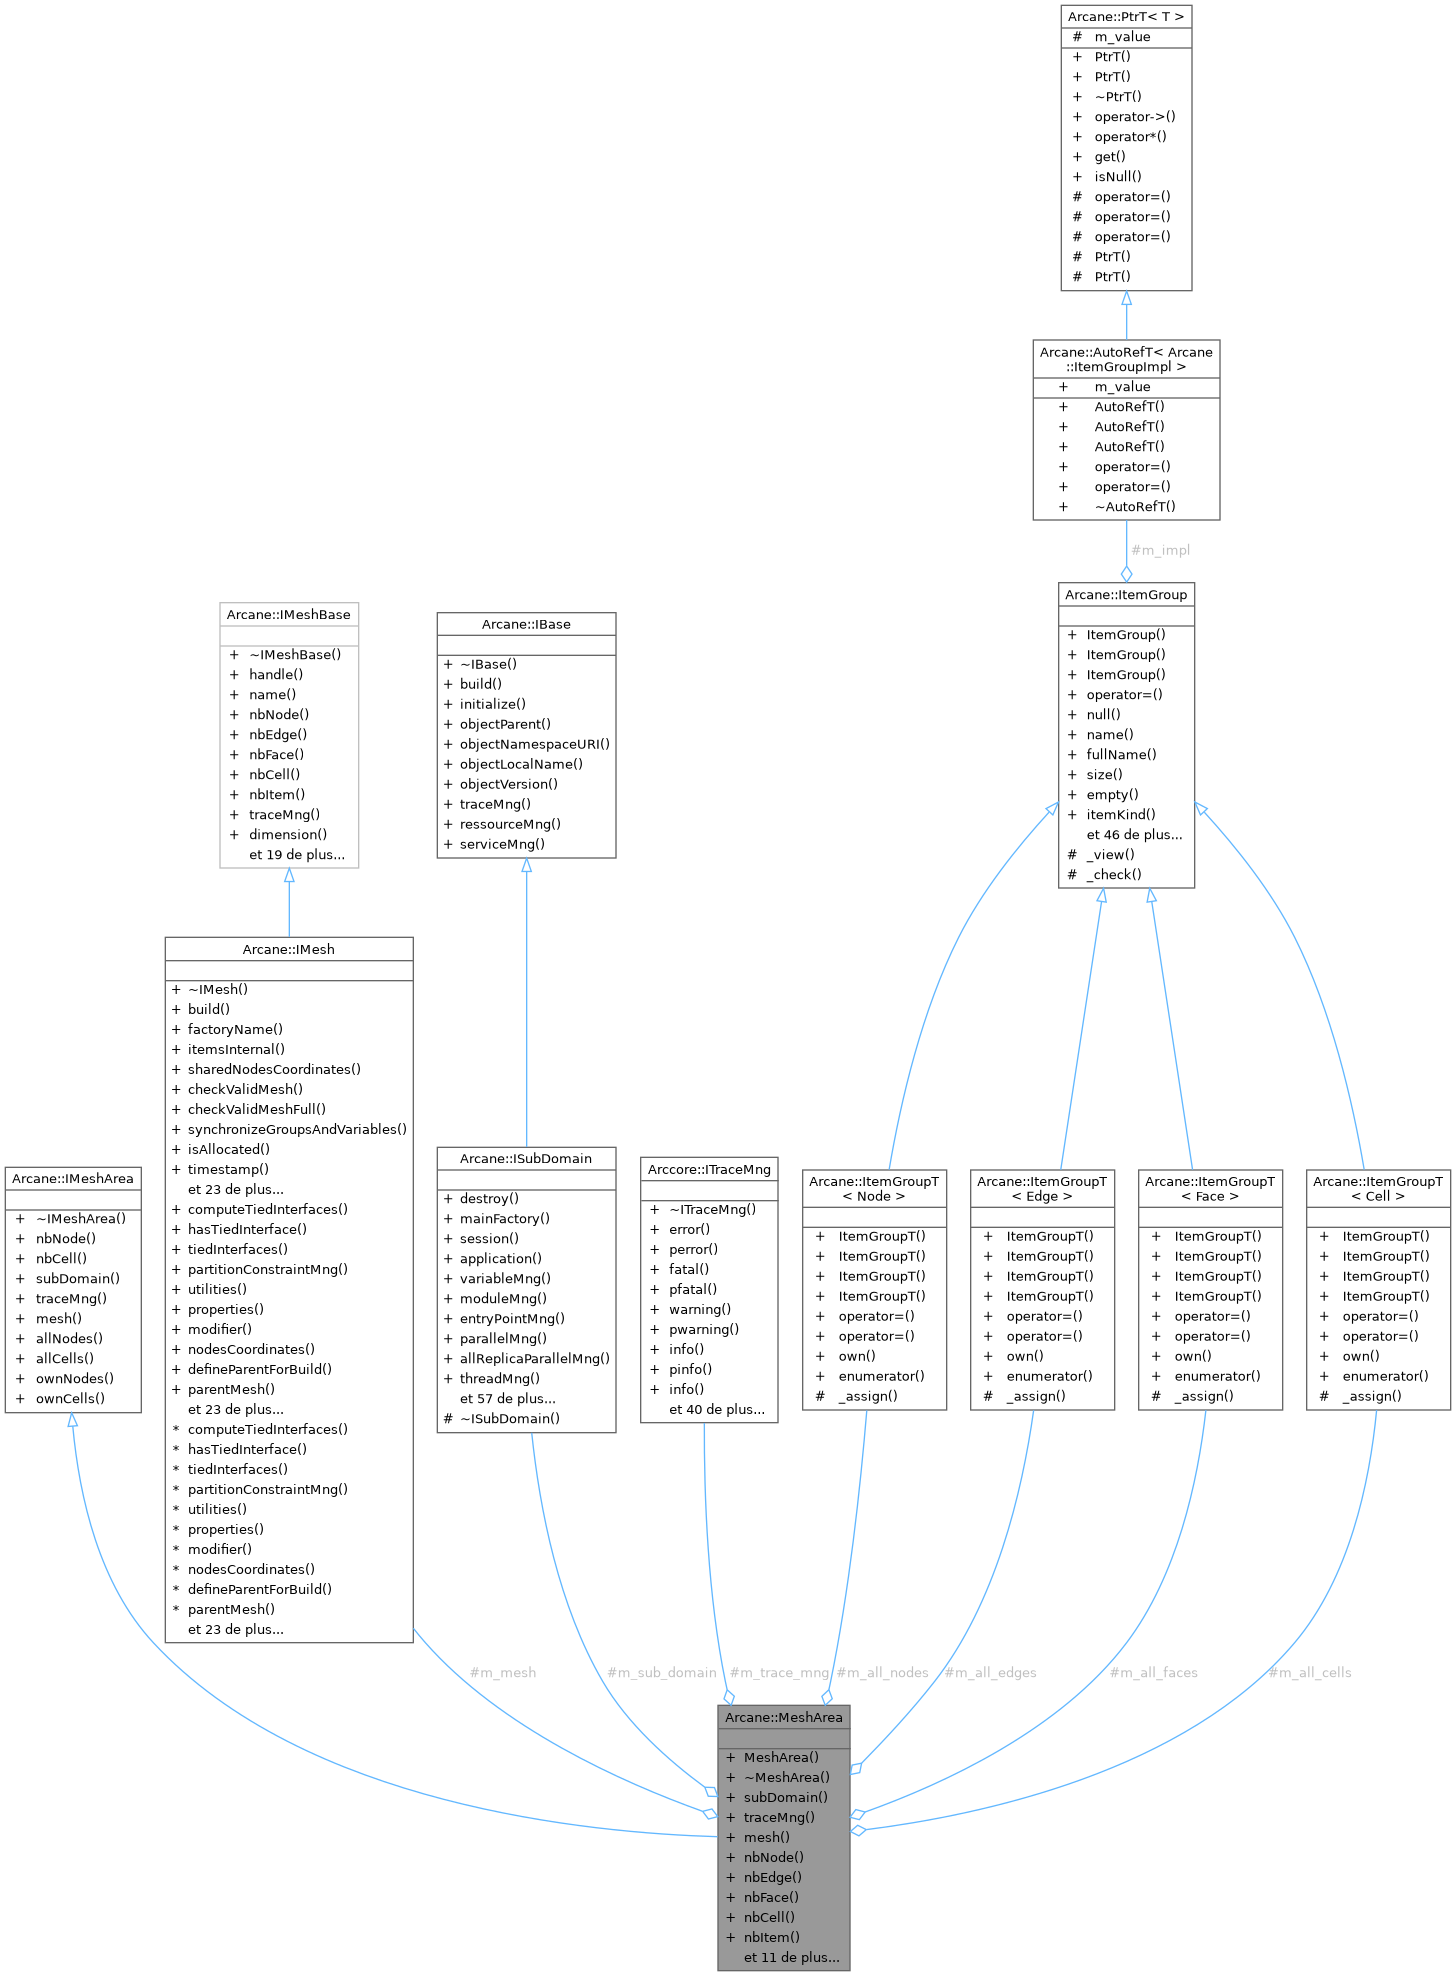 Arcane::PtrT< T >
# m_value
+ PtrT()
+ PtrT()
+ ~PtrT()
+ operator->()
+ operator*()
+ get()
+ isNull()
# operator=()
# operator=()
# operator=()
# PtrT()
# PtrT()
Arcane::AutoRefT< Arcane
::ItemGroupImpl >
+ m_value
+ AutoRefT()
+ AutoRefT()
+ AutoRefT()
+ operator=()
+ operator=()
+ ~AutoRefT()
#m_impl
Arcane::ItemGroup
+ ItemGroup()
+ ItemGroup()
+ ItemGroup()
+ operator=()
+ null()
+ name()
+ fullName()
+ size()
+ empty()
+ itemKind()
et 46 de plus...
# _view()
# _check()
Arcane::IMeshBase
+ ~IMeshBase()
+ handle()
+ name()
+ nbNode()
+ nbEdge()
+ nbFace()
+ nbCell()
+ nbItem()
+ traceMng()
+ dimension()
et 19 de plus...
Arcane::IBase
+ ~IBase()
+ build()
+ initialize()
+ objectParent()
+ objectNamespaceURI()
+ objectLocalName()
+ objectVersion()
+ traceMng()
+ ressourceMng()
+ serviceMng()
Arcane::IMeshArea
+ ~IMeshArea()
+ nbNode()
+ nbCell()
+ subDomain()
+ traceMng()
+ mesh()
+ allNodes()
+ allCells()
+ ownNodes()
+ ownCells()
Arcane::IMesh
+ ~IMesh()
+ build()
+ factoryName()
+ itemsInternal()
+ sharedNodesCoordinates()
+ checkValidMesh()
+ checkValidMeshFull()
+ synchronizeGroupsAndVariables()
+ isAllocated()
+ timestamp()
et 23 de plus...
+ computeTiedInterfaces()
+ hasTiedInterface()
+ tiedInterfaces()
+ partitionConstraintMng()
+ utilities()
+ properties()
+ modifier()
+ nodesCoordinates()
+ defineParentForBuild()
+ parentMesh()
et 23 de plus...
* computeTiedInterfaces()
* hasTiedInterface()
* tiedInterfaces()
* partitionConstraintMng()
* utilities()
* properties()
* modifier()
* nodesCoordinates()
* defineParentForBuild()
* parentMesh()
et 23 de plus...
Arcane::ISubDomain
+ destroy()
+ mainFactory()
+ session()
+ application()
+ variableMng()
+ moduleMng()
+ entryPointMng()
+ parallelMng()
+ allReplicaParallelMng()
+ threadMng()
et 57 de plus...
# ~ISubDomain()
Arccore::ITraceMng
+ ~ITraceMng()
+ error()
+ perror()
+ fatal()
+ pfatal()
+ warning()
+ pwarning()
+ info()
+ pinfo()
+ info()
et 40 de plus...
Arcane::ItemGroupT
< Node >
+ ItemGroupT()
+ ItemGroupT()
+ ItemGroupT()
+ ItemGroupT()
+ operator=()
+ operator=()
+ own()
+ enumerator()
# _assign()
Arcane::ItemGroupT
< Edge >
+ ItemGroupT()
+ ItemGroupT()
+ ItemGroupT()
+ ItemGroupT()
+ operator=()
+ operator=()
+ own()
+ enumerator()
# _assign()
Arcane::ItemGroupT
< Face >
+ ItemGroupT()
+ ItemGroupT()
+ ItemGroupT()
+ ItemGroupT()
+ operator=()
+ operator=()
+ own()
+ enumerator()
# _assign()
Arcane::ItemGroupT
< Cell >
+ ItemGroupT()
+ ItemGroupT()
+ ItemGroupT()
+ ItemGroupT()
+ operator=()
+ operator=()
+ own()
+ enumerator()
# _assign()
#m_mesh
#m_sub_domain
#m_trace_mng
#m_all_nodes
#m_all_edges
#m_all_faces
#m_all_cells
Arcane::MeshArea
+ MeshArea()
+ ~MeshArea()
+ subDomain()
+ traceMng()
+ mesh()
+ nbNode()
+ nbEdge()
+ nbFace()
+ nbCell()
+ nbItem()
et 11 de plus...